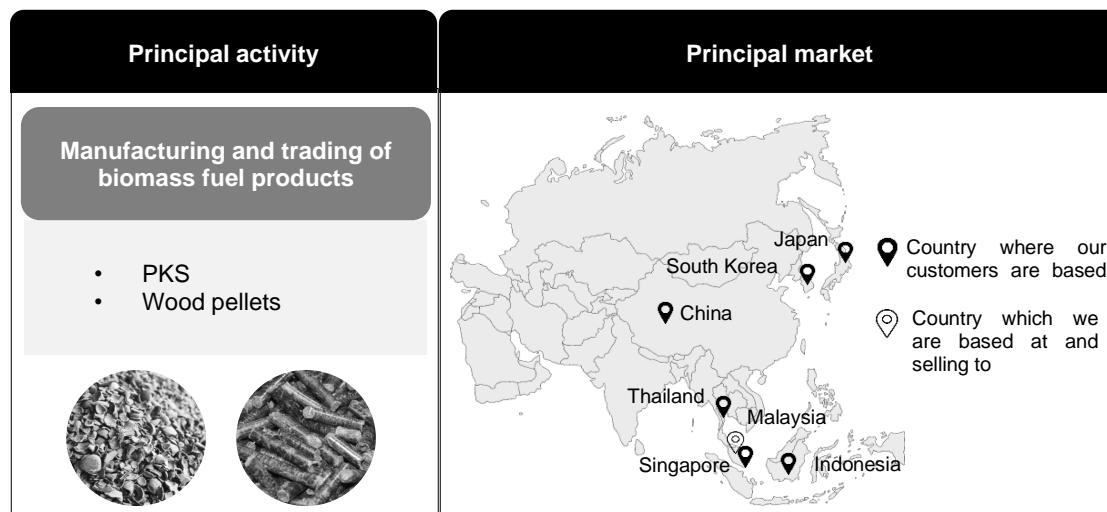 Principal activity
Principal market
Manufacturing and trading of
biomass fuel products
• PKS
• Wood pellets
Japan
South Korea
China
Thailand
Malaysia
Singapore
Indonesia
Country where our
customers are based
Country which we
are based at and
selling to